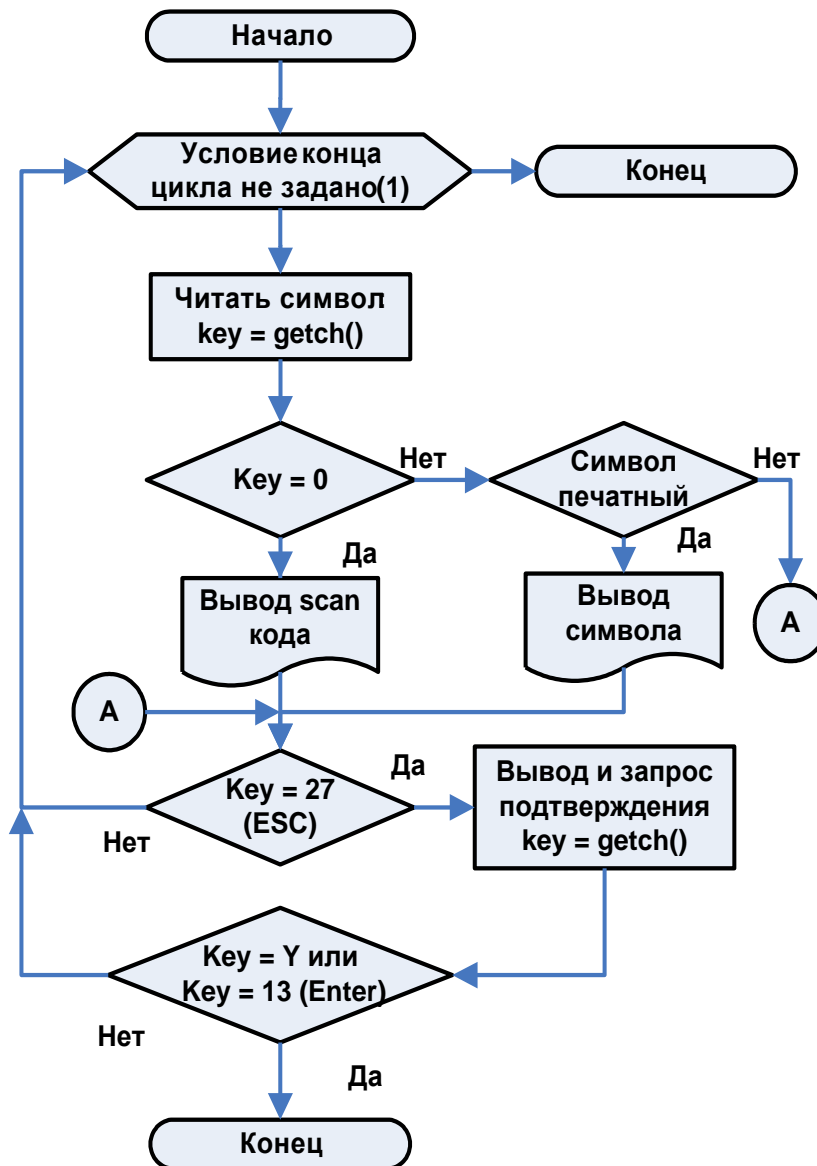 Начало
Условие конца
цикла не задано(1)
Конец
Читать символ
key = getch()
Key = 0
Нет
Символ
печатный
Нет
Да
Да
Вывод scan
кода
Вывод
символа
А
А
Key = 27
(ESC)
Да
Нет
Вывод и запрос
подтверждения
key = getch()
Key = Y или
Key = 13 (Enter)
Нет
Да
Конец